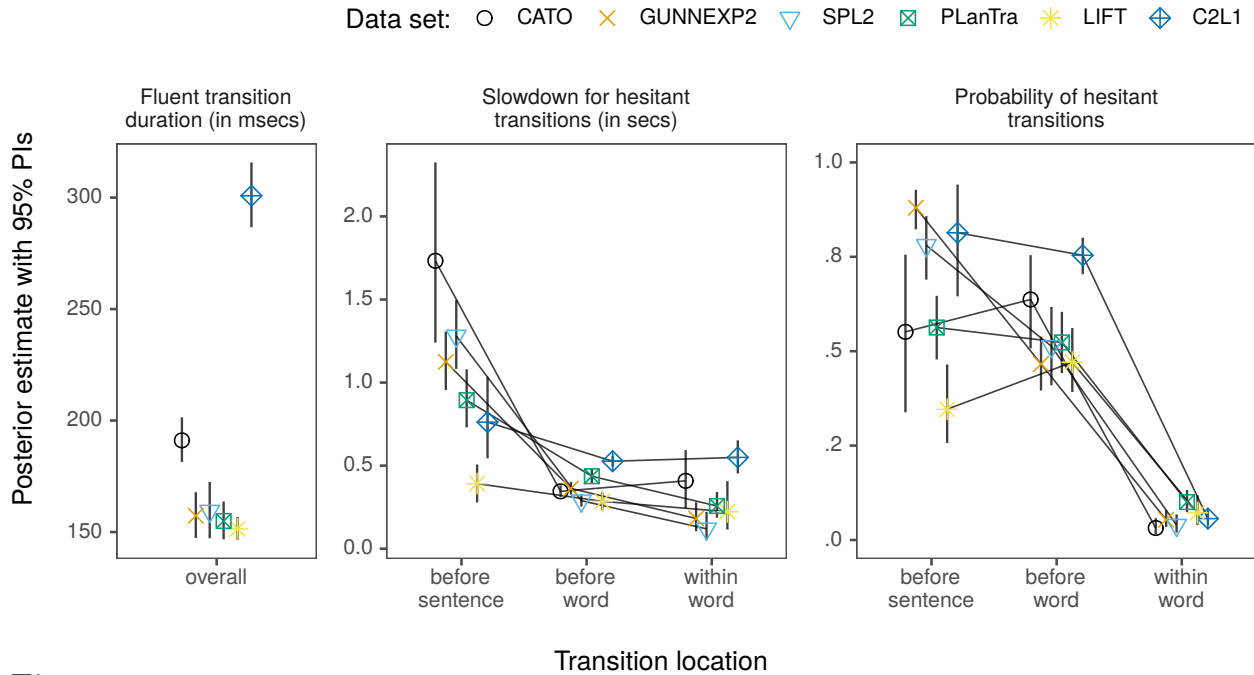 Data set: CATO GUNNEXP2 SPL2 PLanTra LIFT C2L1
Fluent transition
duration (in msecs)
Slowdown for hesitant
transitions (in secs)
Probability of hesitant
transitions
Posterior estimate with 95% PIs
300
250
200
150
overall
2.0
1.5
1.0
0.5
0.0
before
sentence
before
word
within
word
1.0
.8
.5
.2
.0
before
sentence
before
word
within
word
Transition location